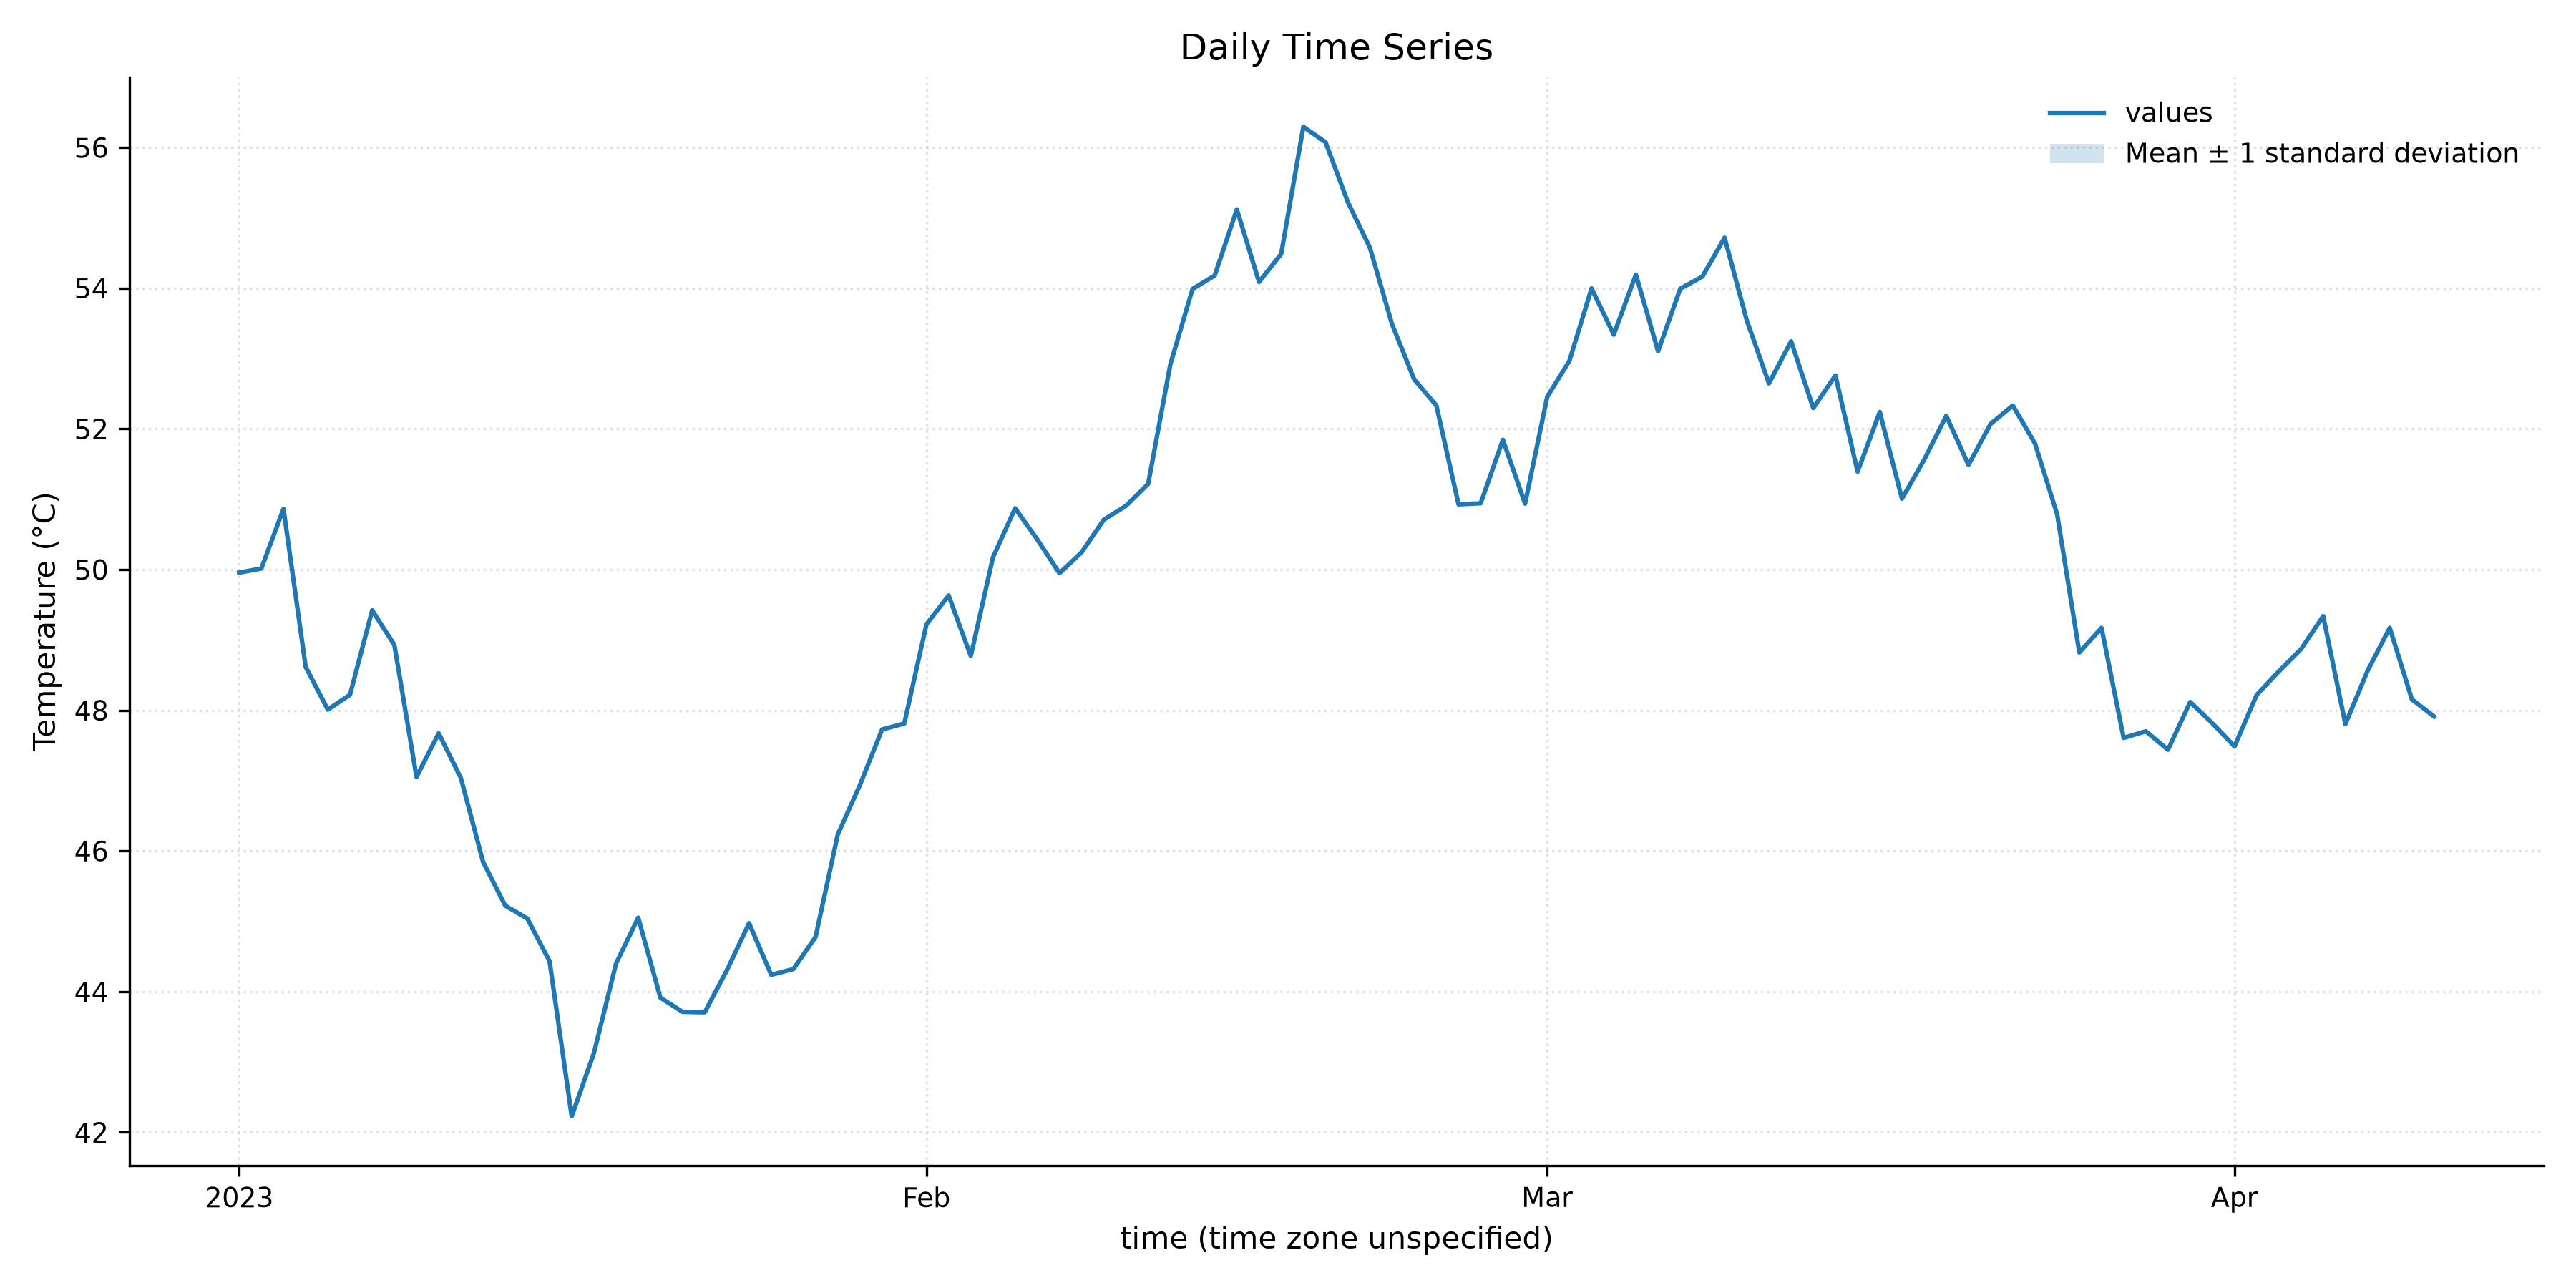 Daily Time Series
values
Mean ± 1 standard deviation
56
54
52
50
48
46
44
42
Temperature (°C)
2023
Feb
Mar
Apr
time (time zone unspecified)